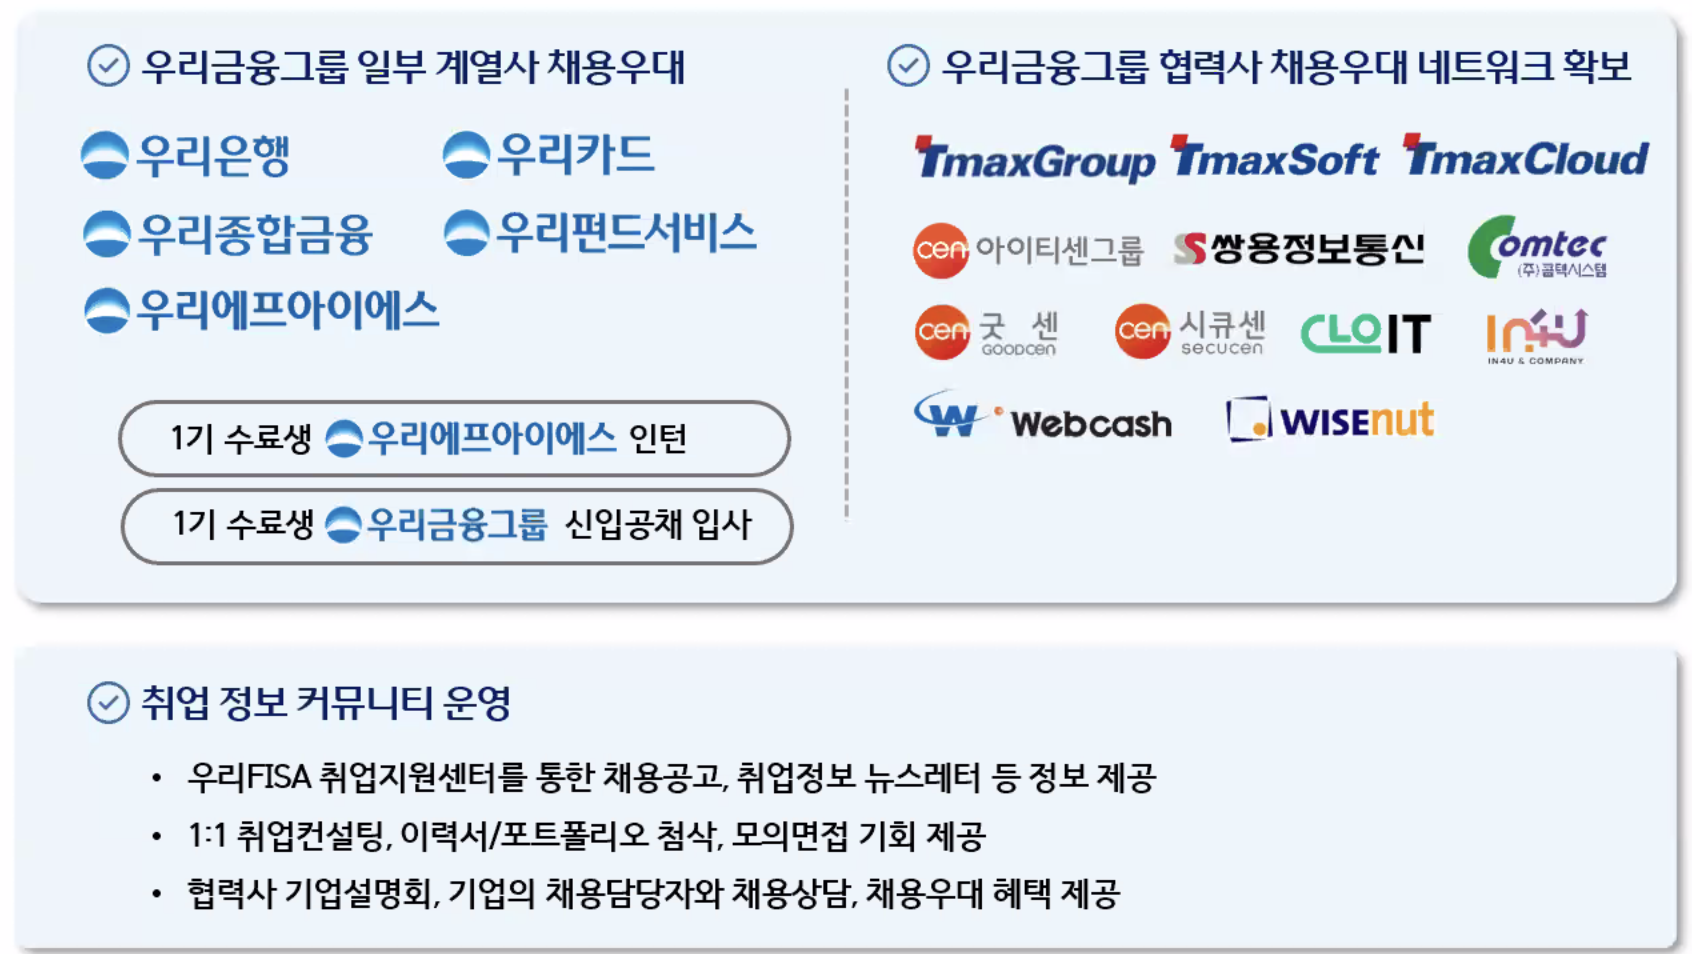 우리금융그룹 일부 계열사 채용우대
우리은행
우리카드
우리종합금융
우리펀드서비스
우리에프아이에스
1기 수료생 우리에프아이에스 인턴
1기 수료생 우리금융그룹 신입공채 입사
우리금융그룹 협력사 채용우대 네트워크 확보
TmaxGroup TmaxSoft TmaxCloud
cen 아이티센그룹 쌍용정보통신 Comtec
(주)콤텍시스템
cen 굿 센 cen 시큐센 CLOIT IN4U
GOODCEN secucen IN4U & COMPANY
W Webcash WISEnut
취업 정보 커뮤니티 운영
• 우리FISA 취업지원센터를 통한 채용공고, 취업정보 뉴스레터 등 정보 제공
• 1:1 취업컨설팅, 이력서/포트폴리오 첨삭, 모의면접 기회 제공
• 협력사 기업설명회, 기업의 채용담당자와 채용상담, 채용우대 혜택 제공